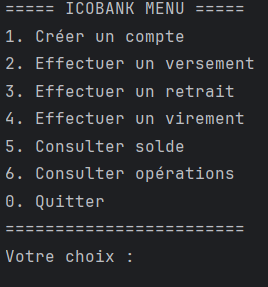 ===== ICOBANK MENU =====
1. Créer un compte
2. Effectuer un versement
3. Effectuer un retrait
4. Effectuer un virement
5. Consulter solde
6. Consulter opérations
0. Quitter
========================
Votre choix :